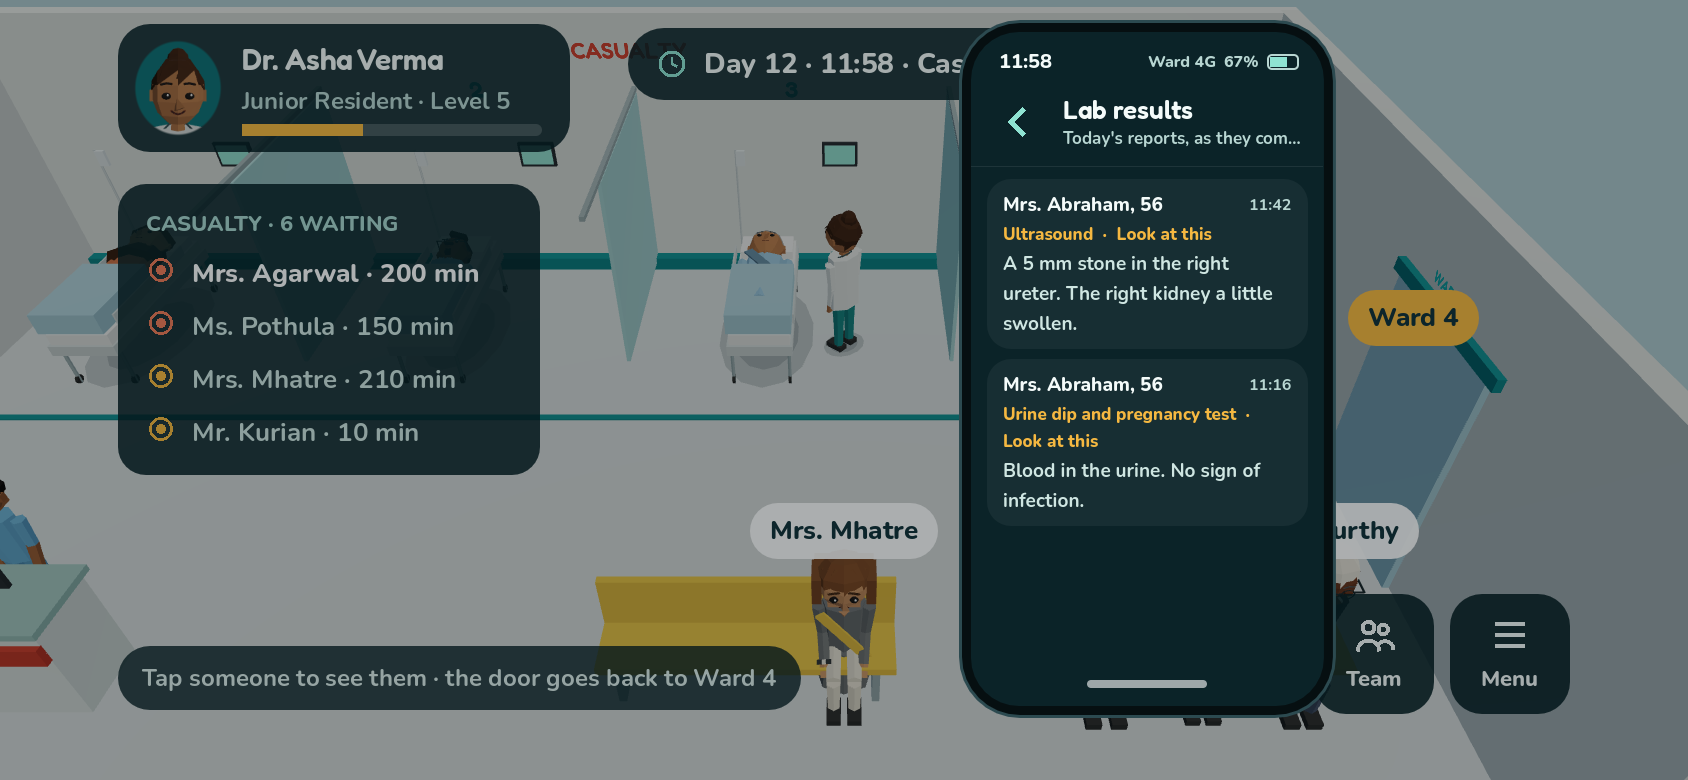 Dr. Asha Verma
Junior Resident · Level 5
CASUALTY
Day 12 · 11:58 · Cas
3
CASUALTY · 6 WAITING
Mrs. Agarwal · 200 min
Ms. Pothula · 150 min
Mrs. Mhatre · 210 min
Mr. Kurian · 10 min
11:58
Ward 4G 67%
Lab results
Today's reports, as they com...
Mrs. Abraham, 56 11:42
Ultrasound · Look at this
A 5 mm stone in the right
ureter. The right kidney a little
swollen.
Mrs. Abraham, 56 11:16
Urine dip and pregnancy test ·
Look at this
Blood in the urine. No sign of
infection.
Ward 4
Mrs. Mhatre
urthy
Tap someone to see them · the door goes back to Ward 4
Team
Menu